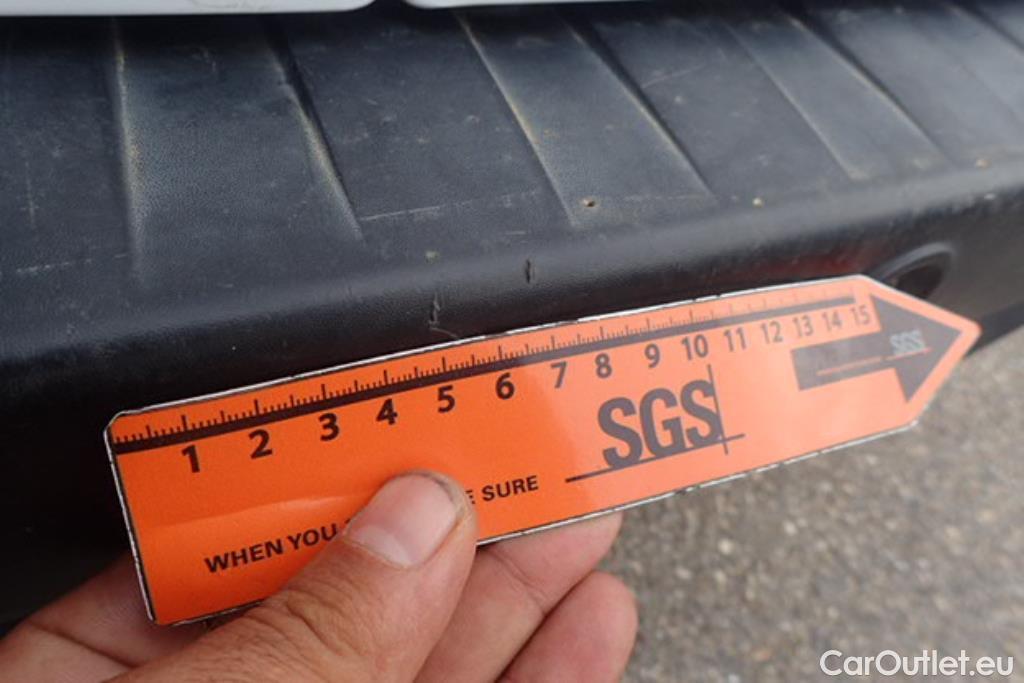 1 2 3 4 5 6 7 8 9 10 11 12 13 14 15
SGS
SGS
WHEN YOU E SURE
CarOutlet.eu